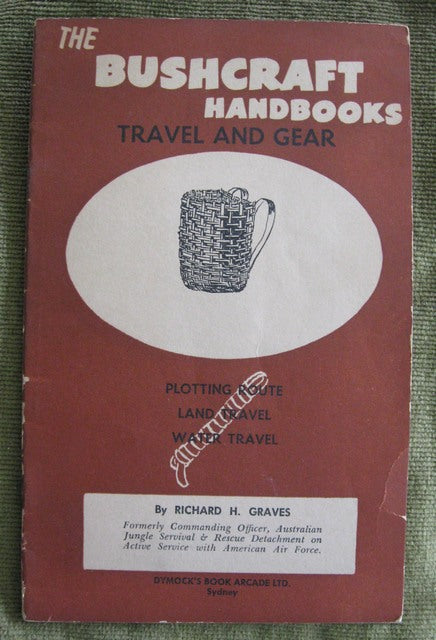 THE
BUSHCRAFT
HANDBOOKS
TRAVEL AND GEAR
PLOTTING ROUTE
LAND TRAVEL
WATER TRAVEL
By RICHARD H. GRAVES
Formerly Commanding Officer, Australian
Jungle Servival & Rescue Detachment on
Active Service with American Air Force.
DYMOCK'S BOOK ARCADE LTD.
Sydney